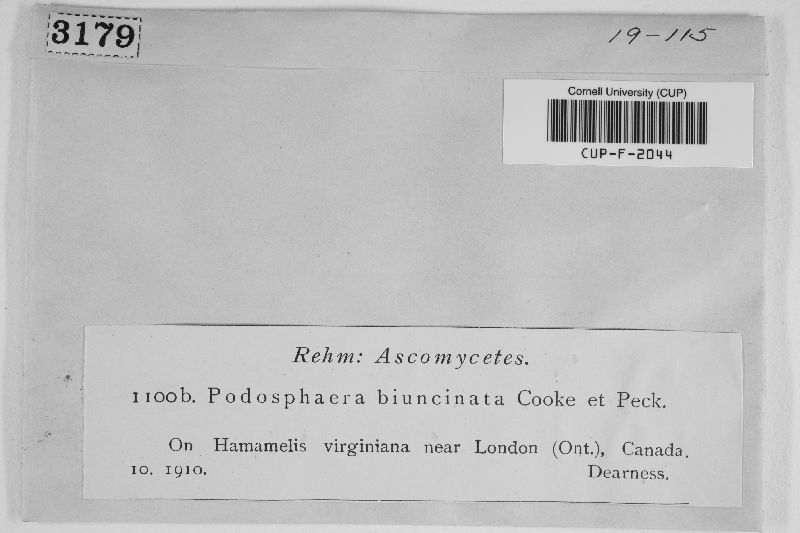 3179
19-115
Cornell University (CUP)
CUP-F-2044
Rehm: Ascomycetes.
1100b. Podosphaera biuncinata Cooke et Peck.
On Hamamelis virginiana near London (Ont.), Canada.
10. 1910. Dearness.